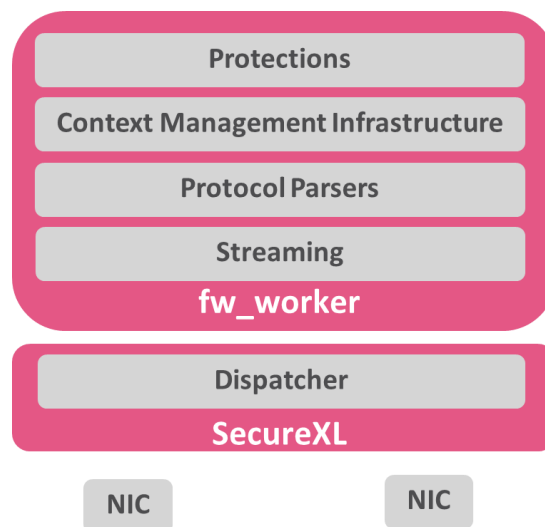 Protections
Context Management Infrastructure
Protocol Parsers
Streaming
fw_worker
Dispatcher
SecureXL
NIC
NIC